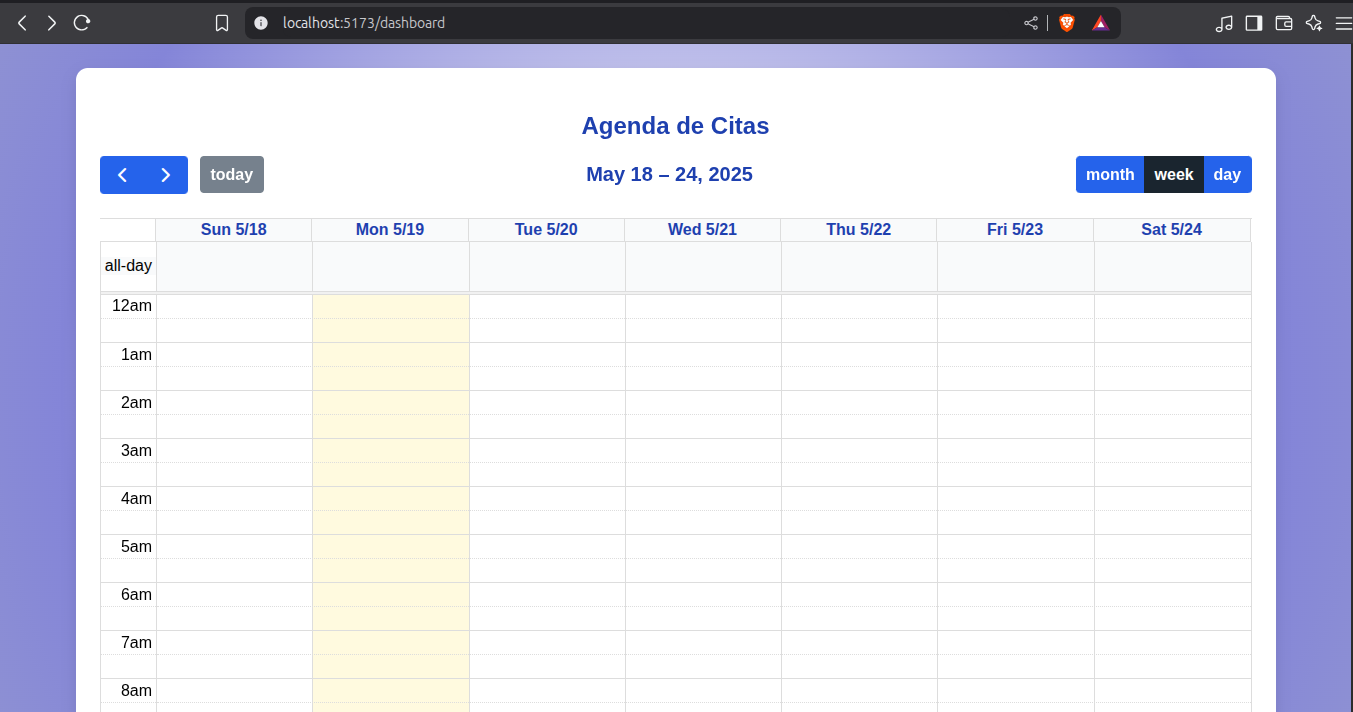 localhost:5173/dashboard
Agenda de Citas
today
May 18 – 24, 2025
month week day
Sun 5/18 Mon 5/19 Tue 5/20 Wed 5/21 Thu 5/22 Fri 5/23 Sat 5/24
all-day
12am
1am
2am
3am
4am
5am
6am
7am
8am